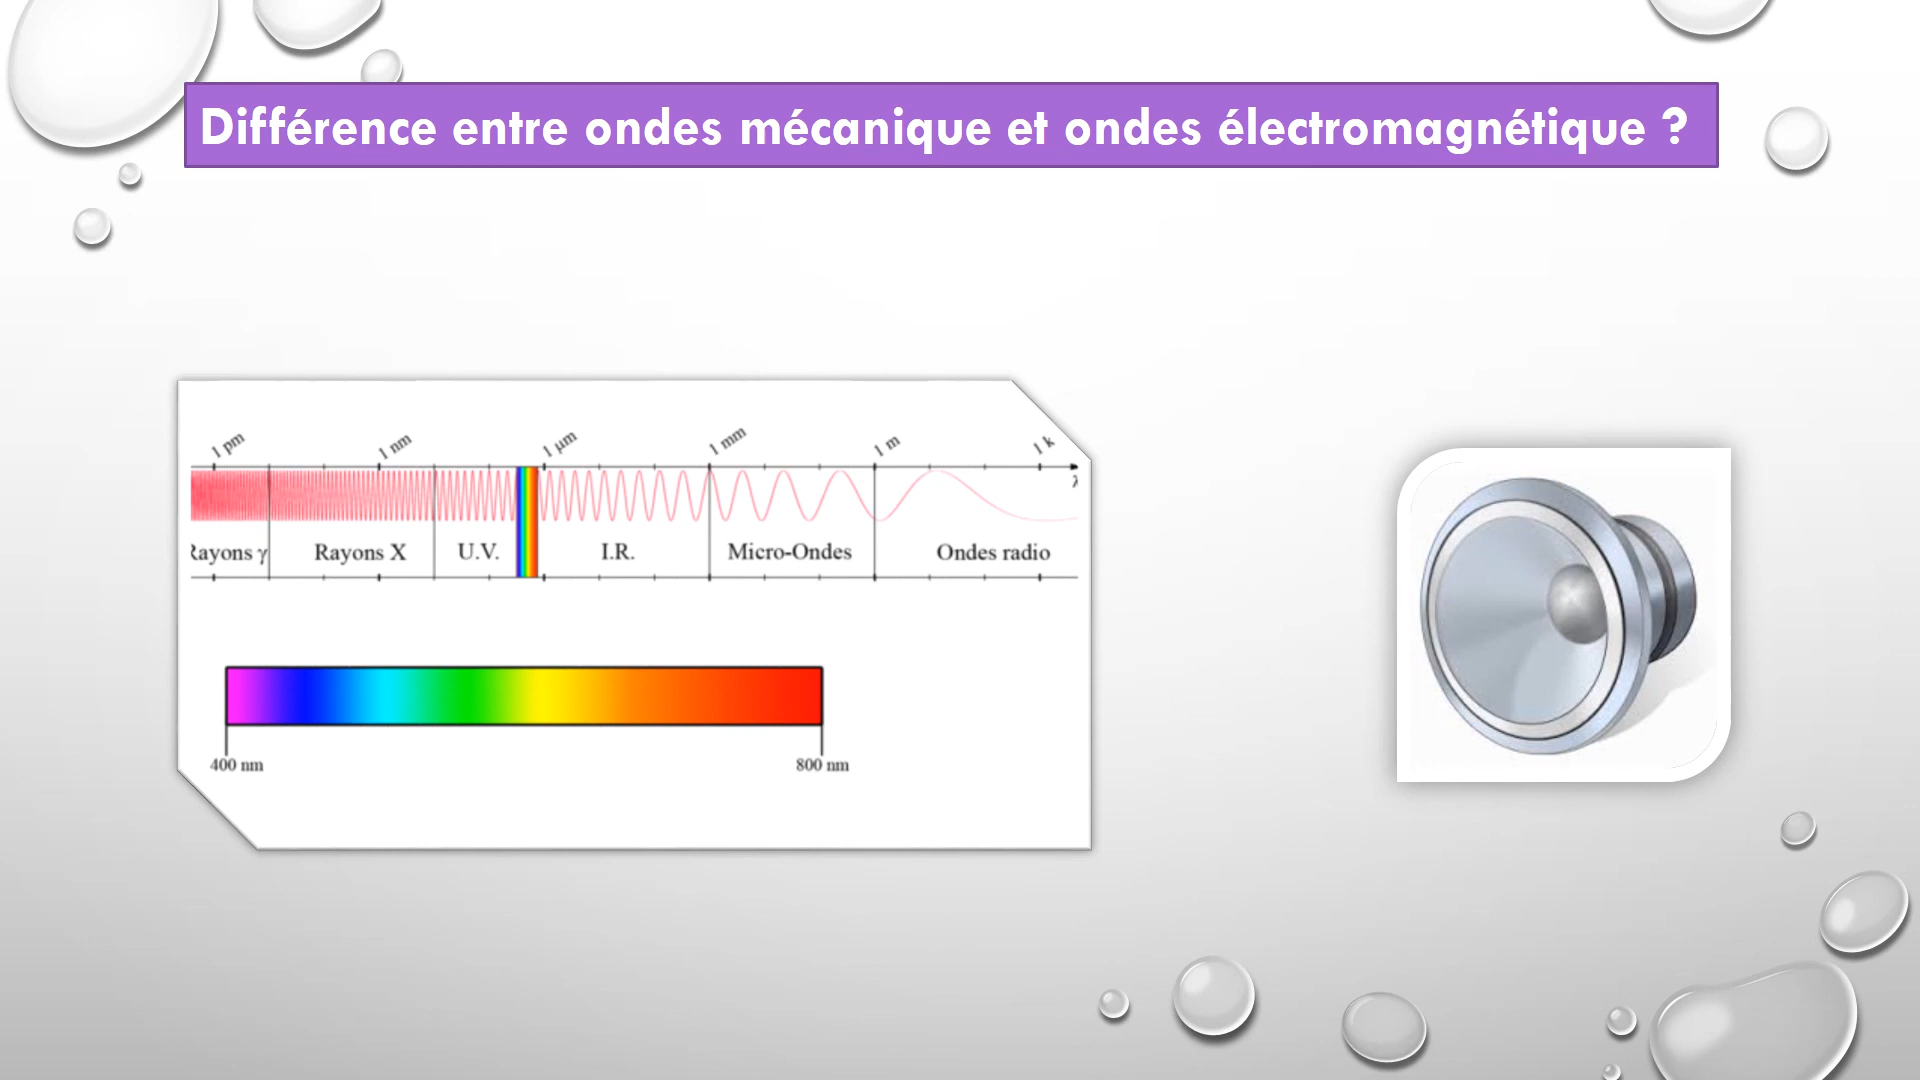 Différence entre ondes mécanique et ondes électromagnétique ?
1 pm 1 nm 1 µm 1 mm 1 m 1 k
Rayons γ Rayons X U.V. I.R. Micro-Ondes Ondes radio
400 nm 800 nm